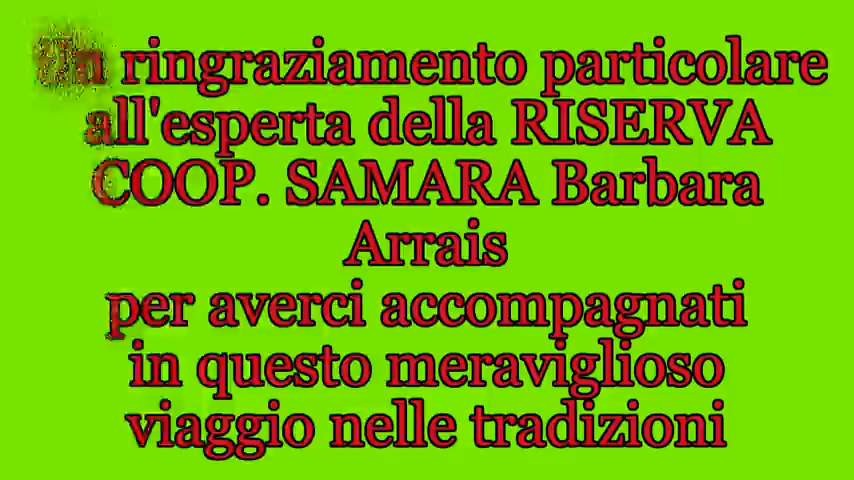 Un ringraziamento particolare
all'esperta della RISERVA
COOP. SAMARA Barbara
Arrais
per averci accompagnati
in questo meraviglioso
viaggio nelle tradizioni